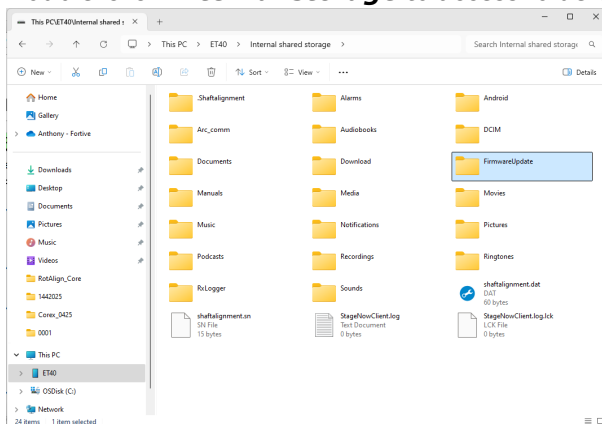 This PC\ET40\Internal shared s
This PC > ET40 > Internal shared storage >
Search Internal shared storage
New
Sort
View
Details
Home
Gallery
Anthony - Fortive
Downloads
Desktop
Documents
Pictures
Music
Videos
RotAlign_Core
1442025
Corex_0425
0001
This PC
ET40
OSDisk (C:)
Network
.Shaftalignment
Alarms
Android
Arc_comm
Audiobooks
DCIM
Documents
Download
FirmwareUpdate
Manuals
Media
Movies
Music
Notifications
Pictures
Podcasts
Recordings
Ringtones
RxLogger
Sounds
shaftalignment.dat
DAT
60 bytes
shaftalignment.sn
SN File
15 bytes
StageNowClient.log
Text Document
0 bytes
StageNowClient.log.lck
LCK File
0 bytes
24 items
1 item selected